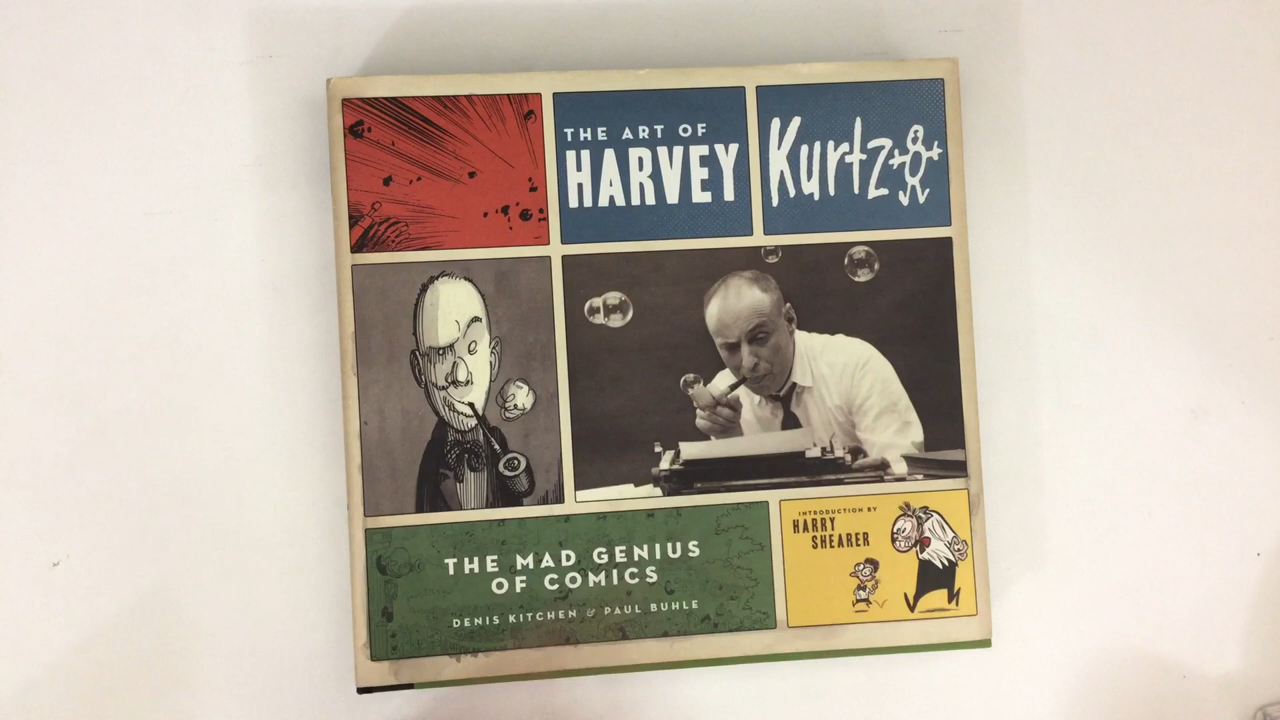 THE ART OF
HARVEY
Kurtz
THE MAD GENIUS
OF COMICS
DENIS KITCHEN & PAUL BUHLE
INTRODUCTION BY
HARRY
SHEARER